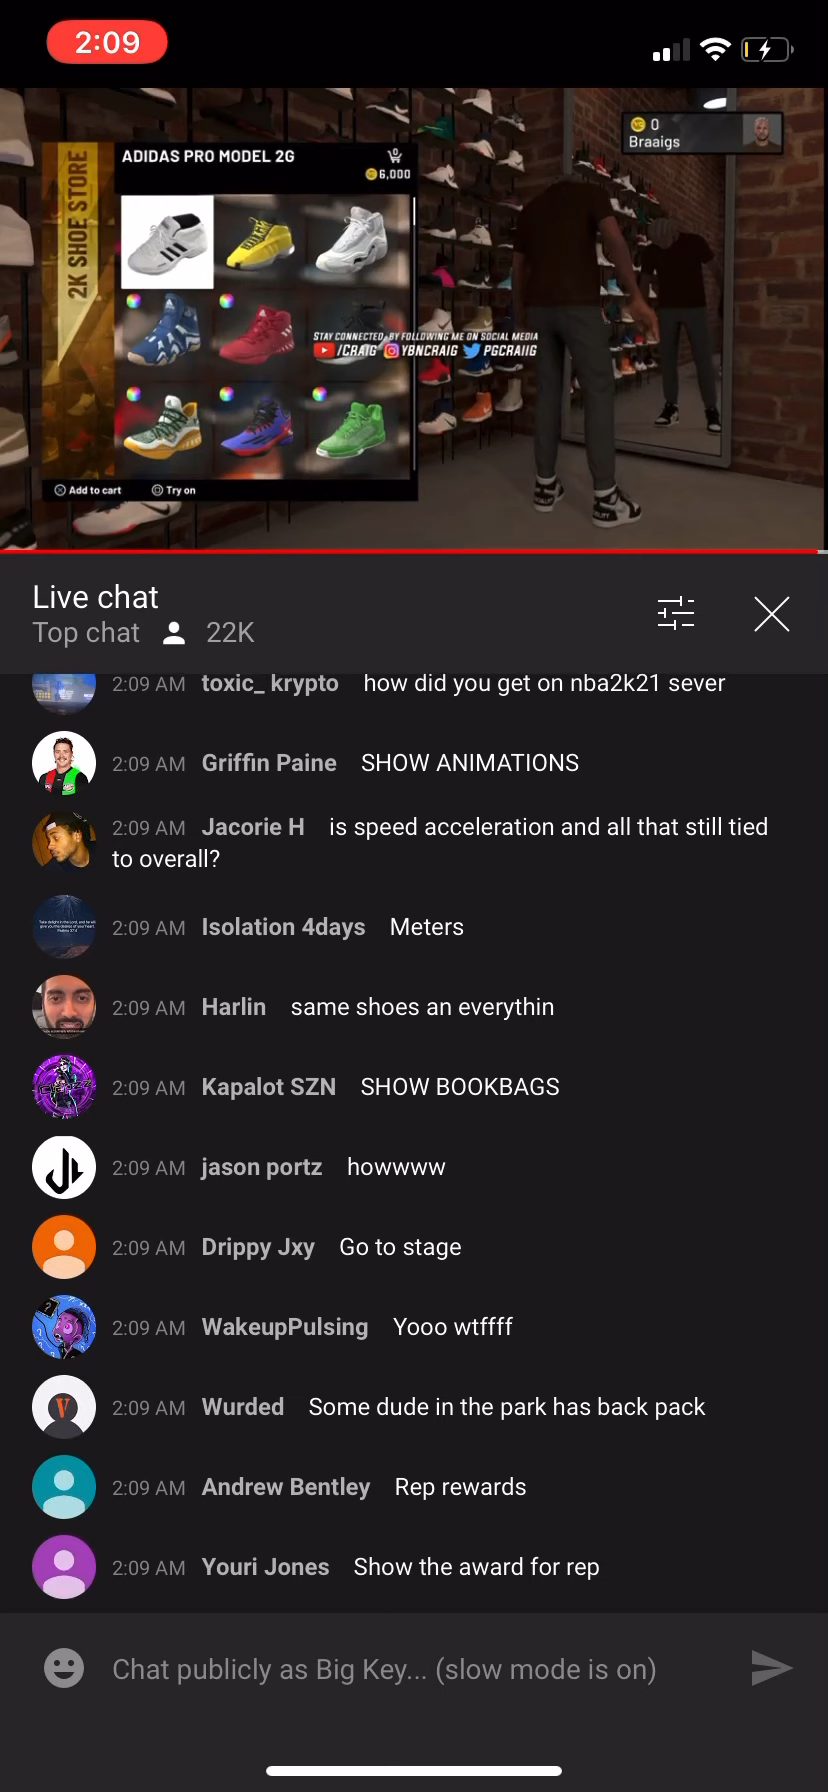 2:09
2K SHOE STORE
ADIDAS PRO MODEL 2G
0
6,000
0
Braaigs
STAY CONNECTED BY FOLLOWING ME ON SOCIAL MEDIA
/CRAIG YBNCRAIG PGCRAIIG
Add to cart Try on
Live chat
Top chat 22K
2:09 AM toxic_ krypto how did you get on nba2k21 sever
2:09 AM Griffin Paine SHOW ANIMATIONS
2:09 AM Jacorie H is speed acceleration and all that still tied
to overall?
2:09 AM Isolation 4days Meters
2:09 AM Harlin same shoes an everythin
2:09 AM Kapalot SZN SHOW BOOKBAGS
2:09 AM jason portz howwww
2:09 AM Drippy Jxy Go to stage
2:09 AM WakeupPulsing Yooo wtffff
2:09 AM Wurded Some dude in the park has back pack
2:09 AM Andrew Bentley Rep rewards
2:09 AM Youri Jones Show the award for rep
Chat publicly as Big Key... (slow mode is on)